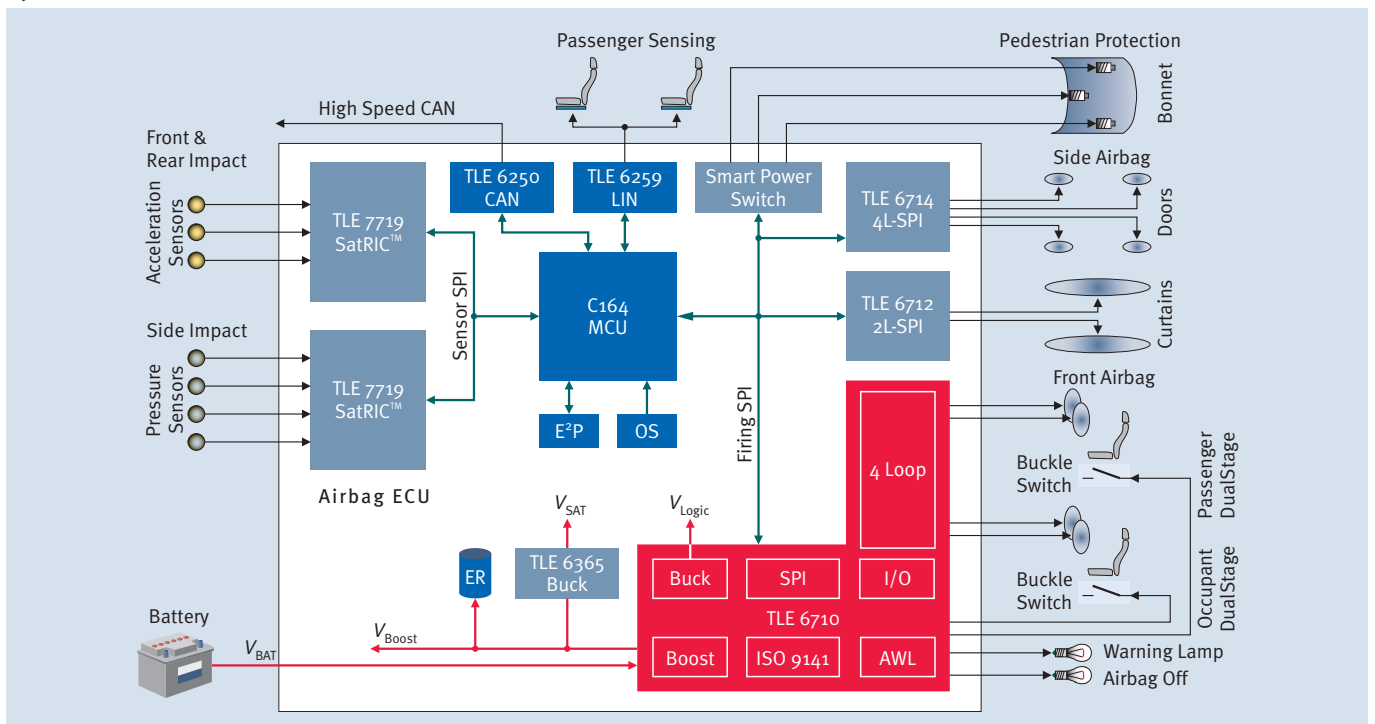 Passenger Sensing
Pedestrian Protection
Bonnet
High Speed CAN
Front &
Rear Impact
Acceleration
Sensors
TLE 7719
SatRIC™
TLE 6250
CAN
TLE 6259
LIN
Smart Power
Switch
TLE 6714
4L-SPI
Side Airbag
Doors
Sensor SPI
C164
MCU
TLE 6712
2L-SPI
Curtains
Side Impact
Pressure
Sensors
TLE 7719
SatRIC™
E²P
OS
Firing SPI
Front Airbag
4 Loop
Buckle
Switch
Passenger
DualStage
Airbag ECU
VSAT
VLogic
ER
TLE 6365
Buck
Buck
SPI
I/O
TLE 6710
Buckle
Switch
Occupant
DualStage
Battery
VBAT
VBoost
Boost
ISO 9141
AWL
Warning Lamp
Airbag Off